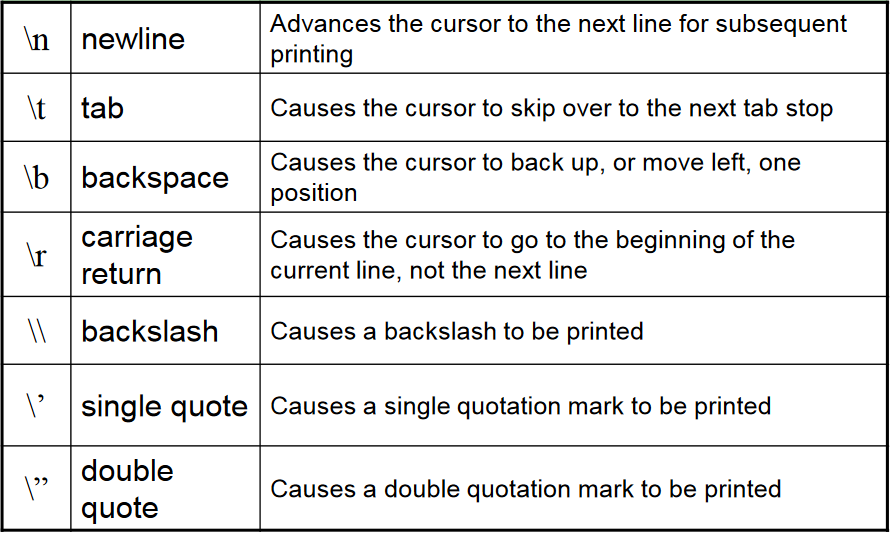 \n newline Advances the cursor to the next line for subsequent
printing
\t tab Causes the cursor to skip over to the next tab stop
\b backspace Causes the cursor to back up, or move left, one
position
\r carriage
return Causes the cursor to go to the beginning of the
current line, not the next line
\\ backslash Causes a backslash to be printed
\’ single quote Causes a single quotation mark to be printed
\” double
quote Causes a double quotation mark to be printed